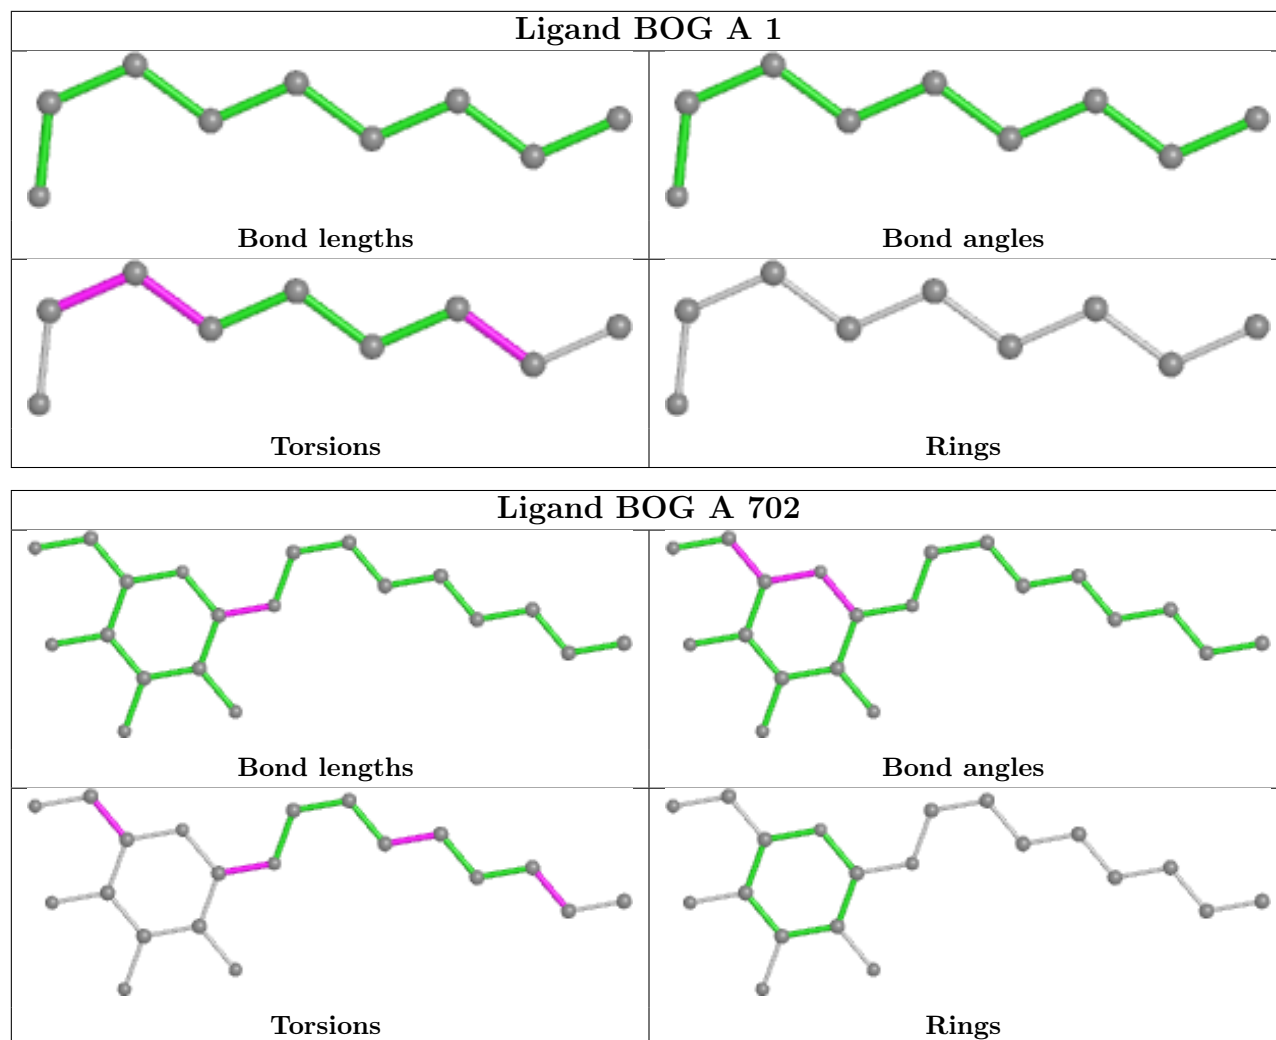 Ligand BOG A 1
Bond lengths
Bond angles
Torsions
Rings
Ligand BOG A 702
Bond lengths
Bond angles
Torsions
Rings